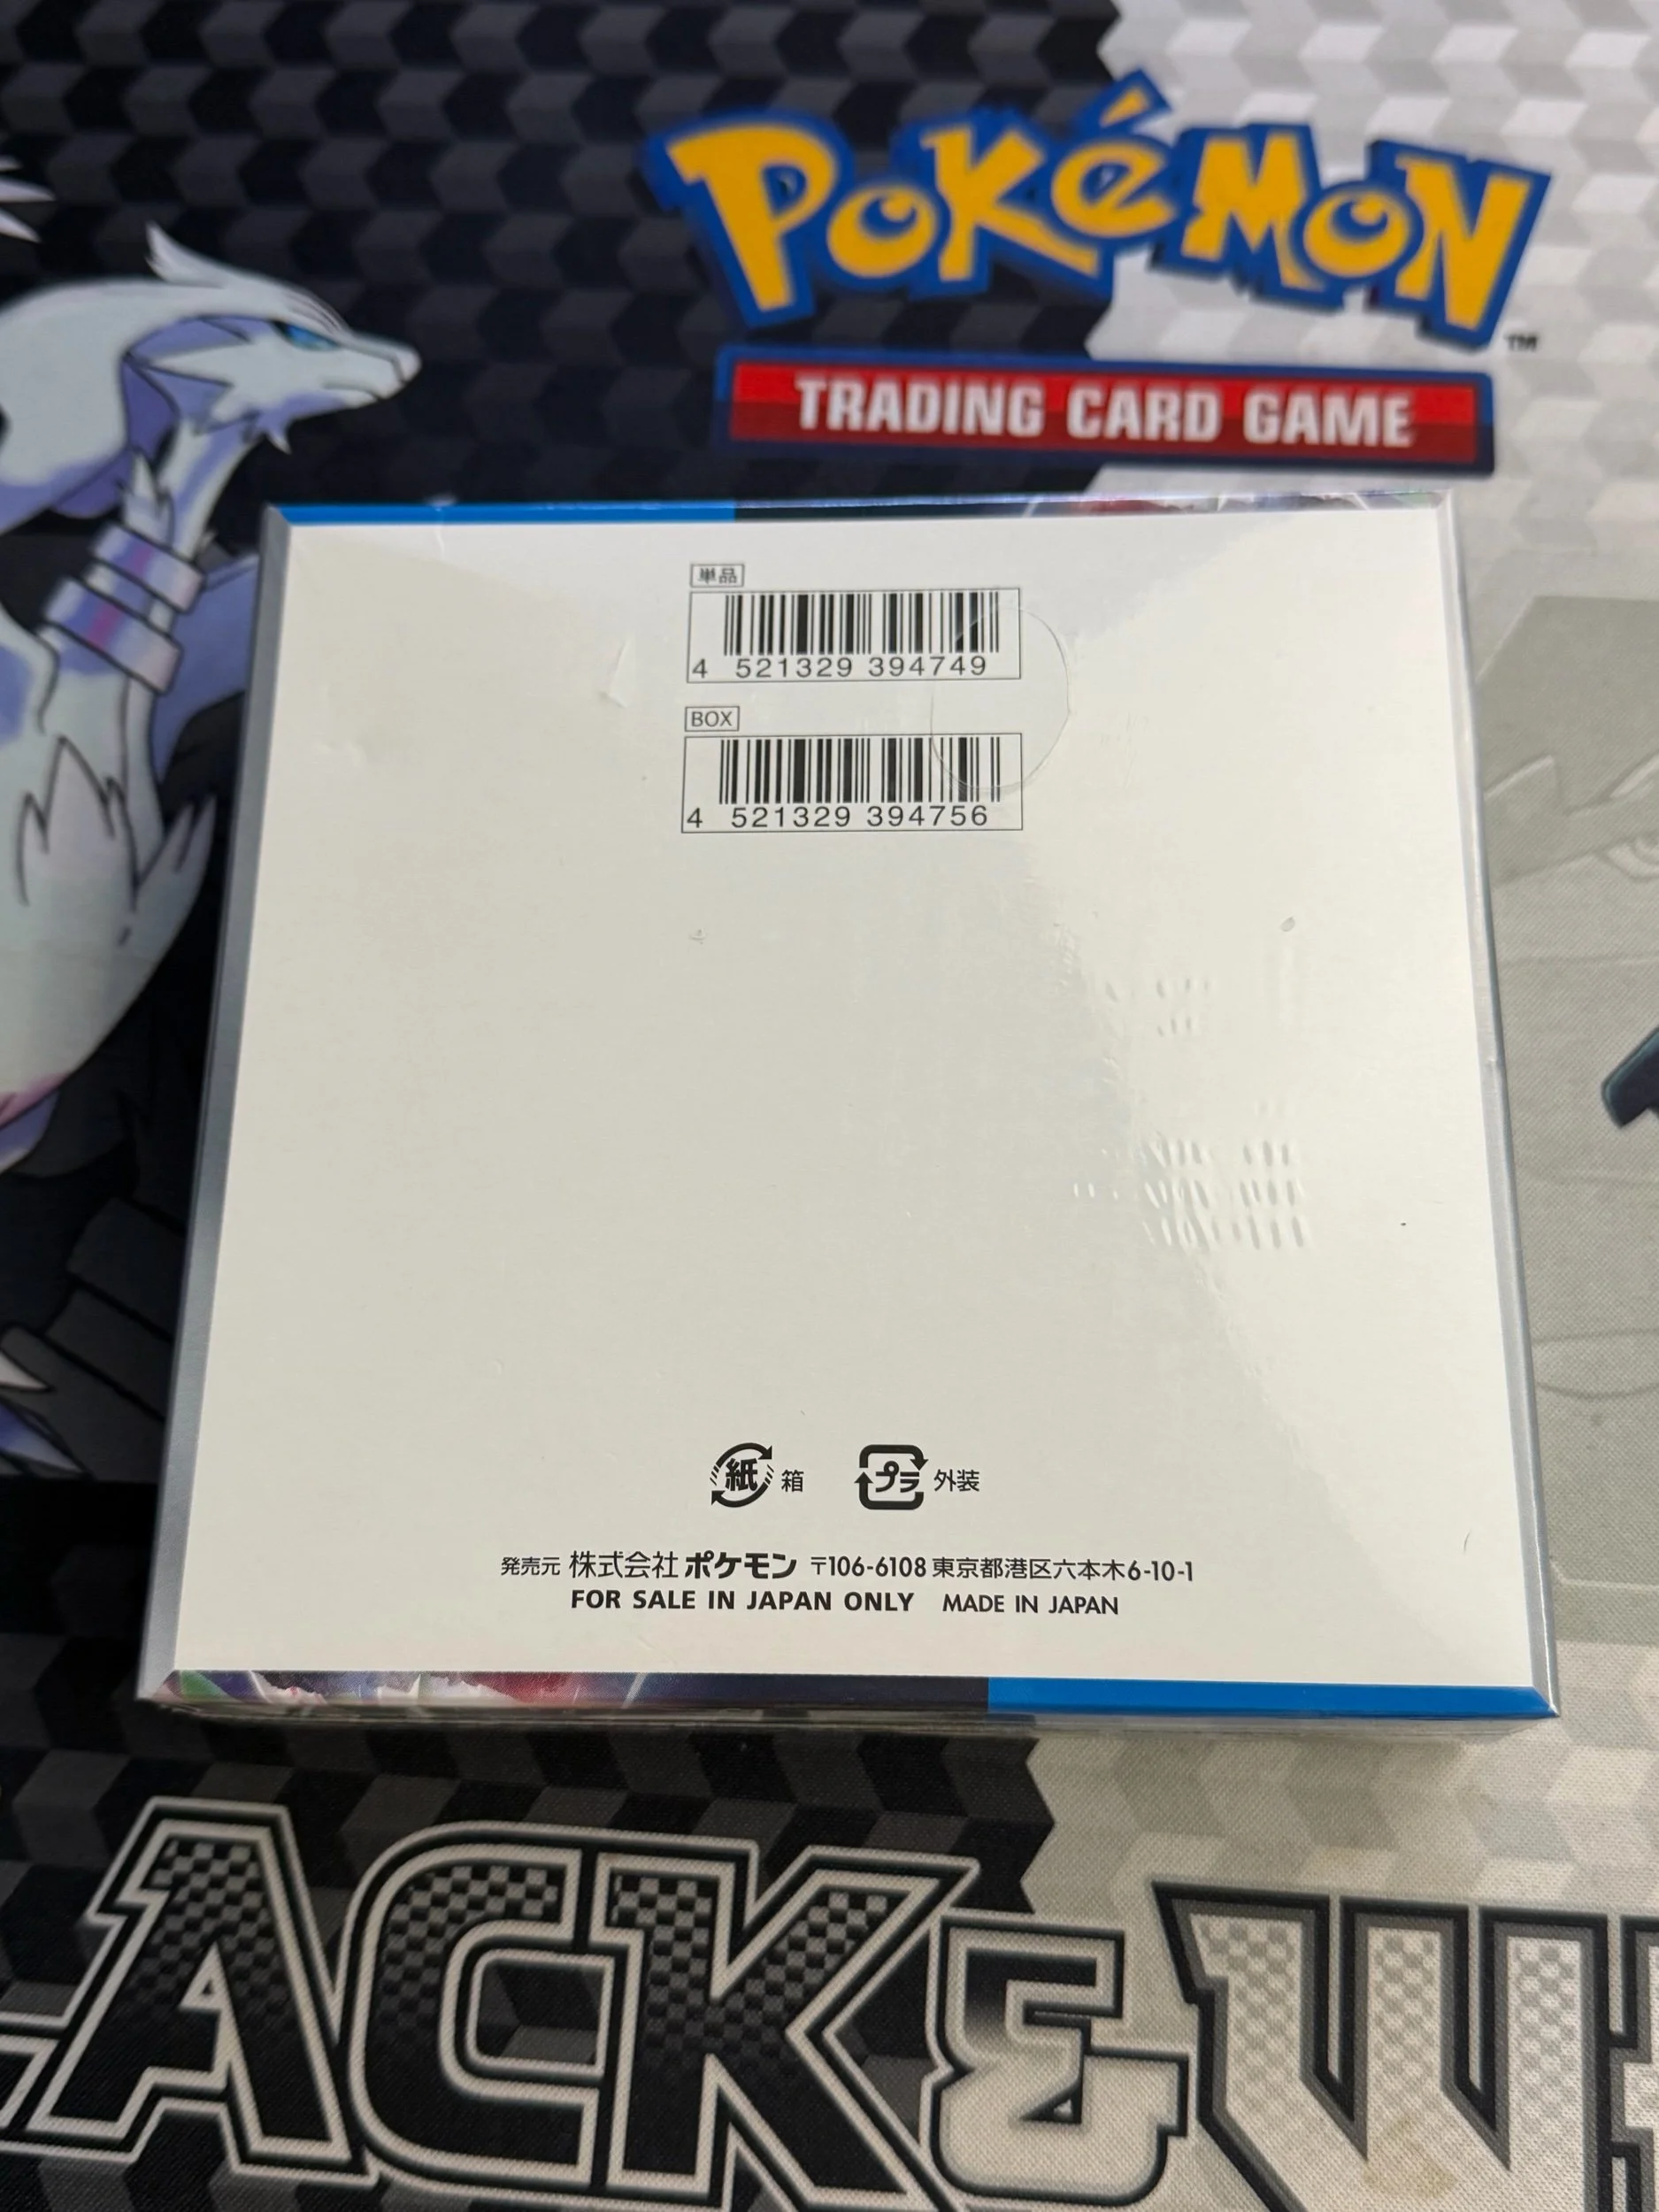 POKéMON
TM
TRADING CARD GAME
単品
4 521329 394749
BOX
4 521329 394756
紙 箱 プラ 外装
発売元 株式会社 ポケモン 〒106-6108 東京都港区六本木6-10-1
FOR SALE IN JAPAN ONLY MADE IN JAPAN
LACK & W